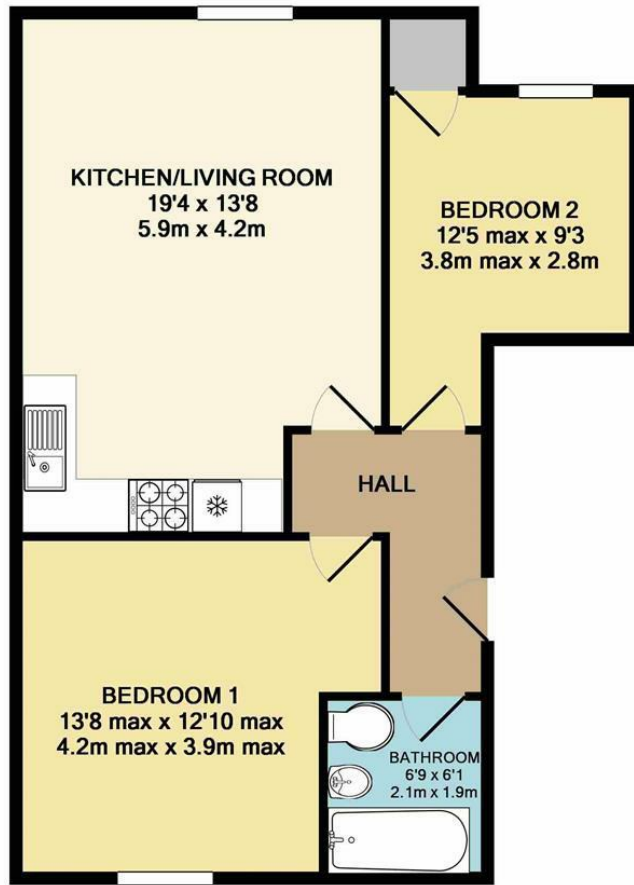 KITCHEN/LIVING ROOM
19'4 x 13'8
5.9m x 4.2m
BEDROOM 2
12'5 max x 9'3
3.8m max x 2.8m
HALL
BEDROOM 1
13'8 max x 12'10 max
4.2m max x 3.9m max
BATHROOM
6'9 x 6'1
2.1m x 1.9m